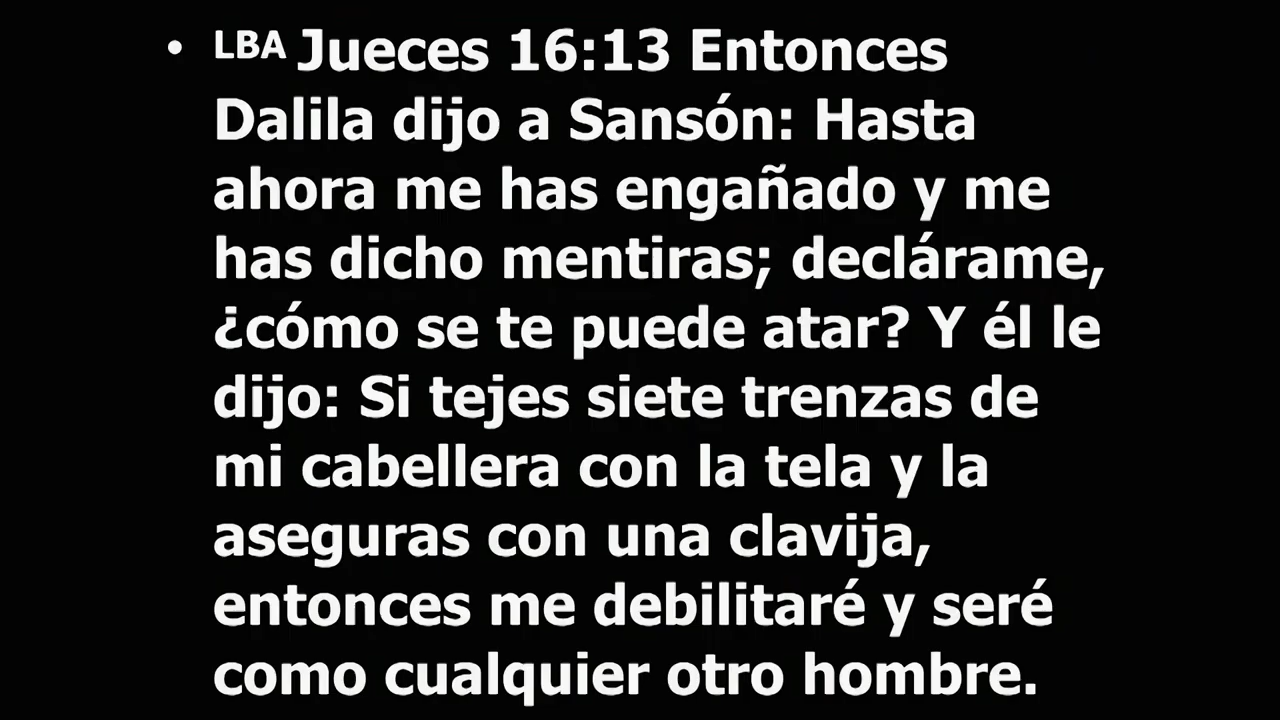 • LBA Jueces 16:13 Entonces
Dalila dijo a Sansón: Hasta
ahora me has engañado y me
has dicho mentiras; declárame,
¿cómo se te puede atar? Y él le
dijo: Si tejes siete trenzas de
mi cabellera con la tela y la
aseguras con una clavija,
entonces me debilitaré y seré
como cualquier otro hombre.